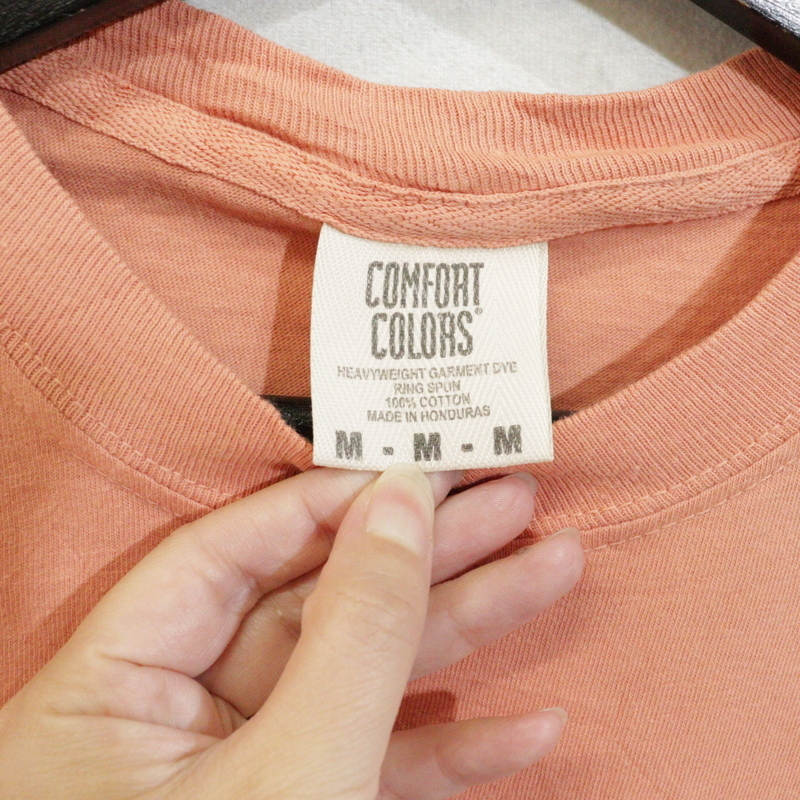 COMFORT
COLORS®
HEAVYWEIGHT GARMENT DYE
RING SPUN
100% COTTON
MADE IN HONDURAS
M - M - M